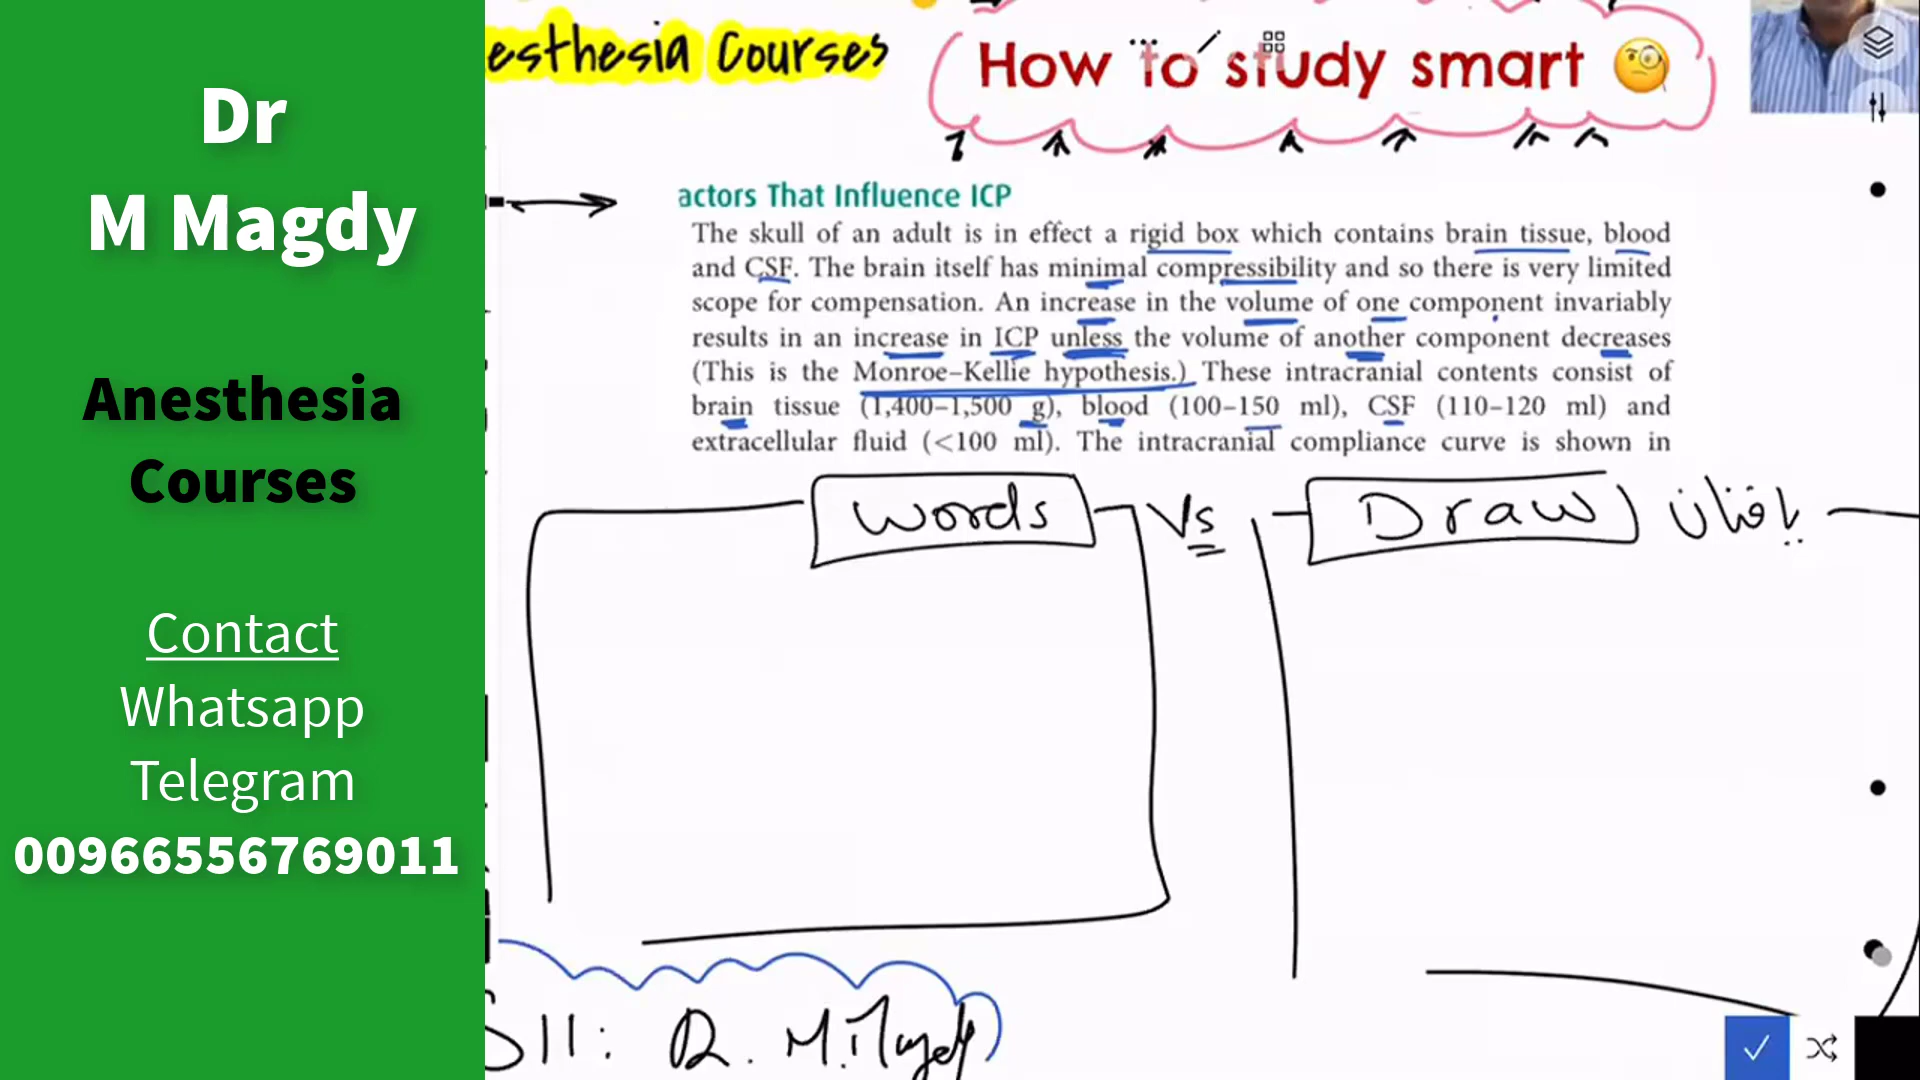 Dr
M Magdy
Anesthesia
Courses
Contact
Whatsapp
Telegram
00966556769011
esthesia Courses
How to study smart
actors That Influence ICP
The skull of an adult is in effect a rigid box which contains brain tissue, blood
and CSF. The brain itself has minimal compressibility and so there is very limited
scope for compensation. An increase in the volume of one component invariably
results in an increase in ICP unless the volume of another component decreases
(This is the Monroe–Kellie hypothesis.) These intracranial contents consist of
brain tissue (1,400–1,500 g), blood (100–150 ml), CSF (110–120 ml) and
extracellular fluid (<100 ml). The intracranial compliance curve is shown in
Words Vs Draw يافنان
S11: D. M. Magdy